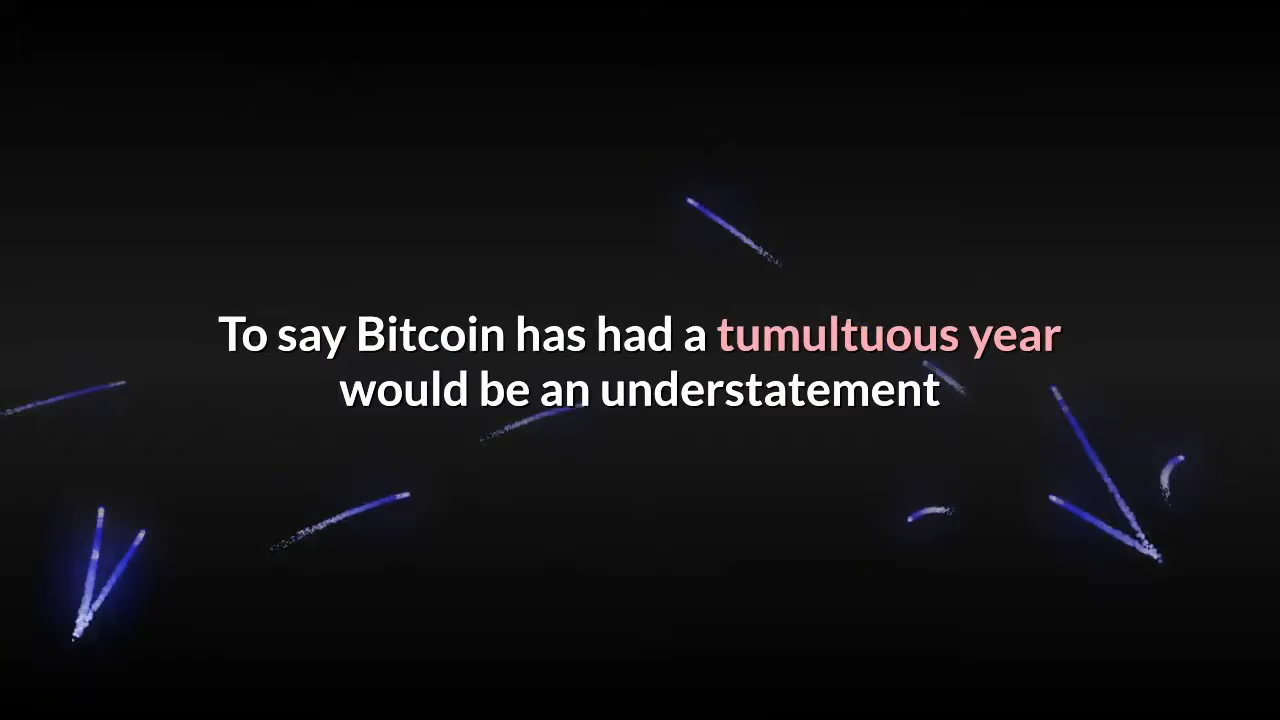 To say Bitcoin has had a tumultuous year
would be an understatement